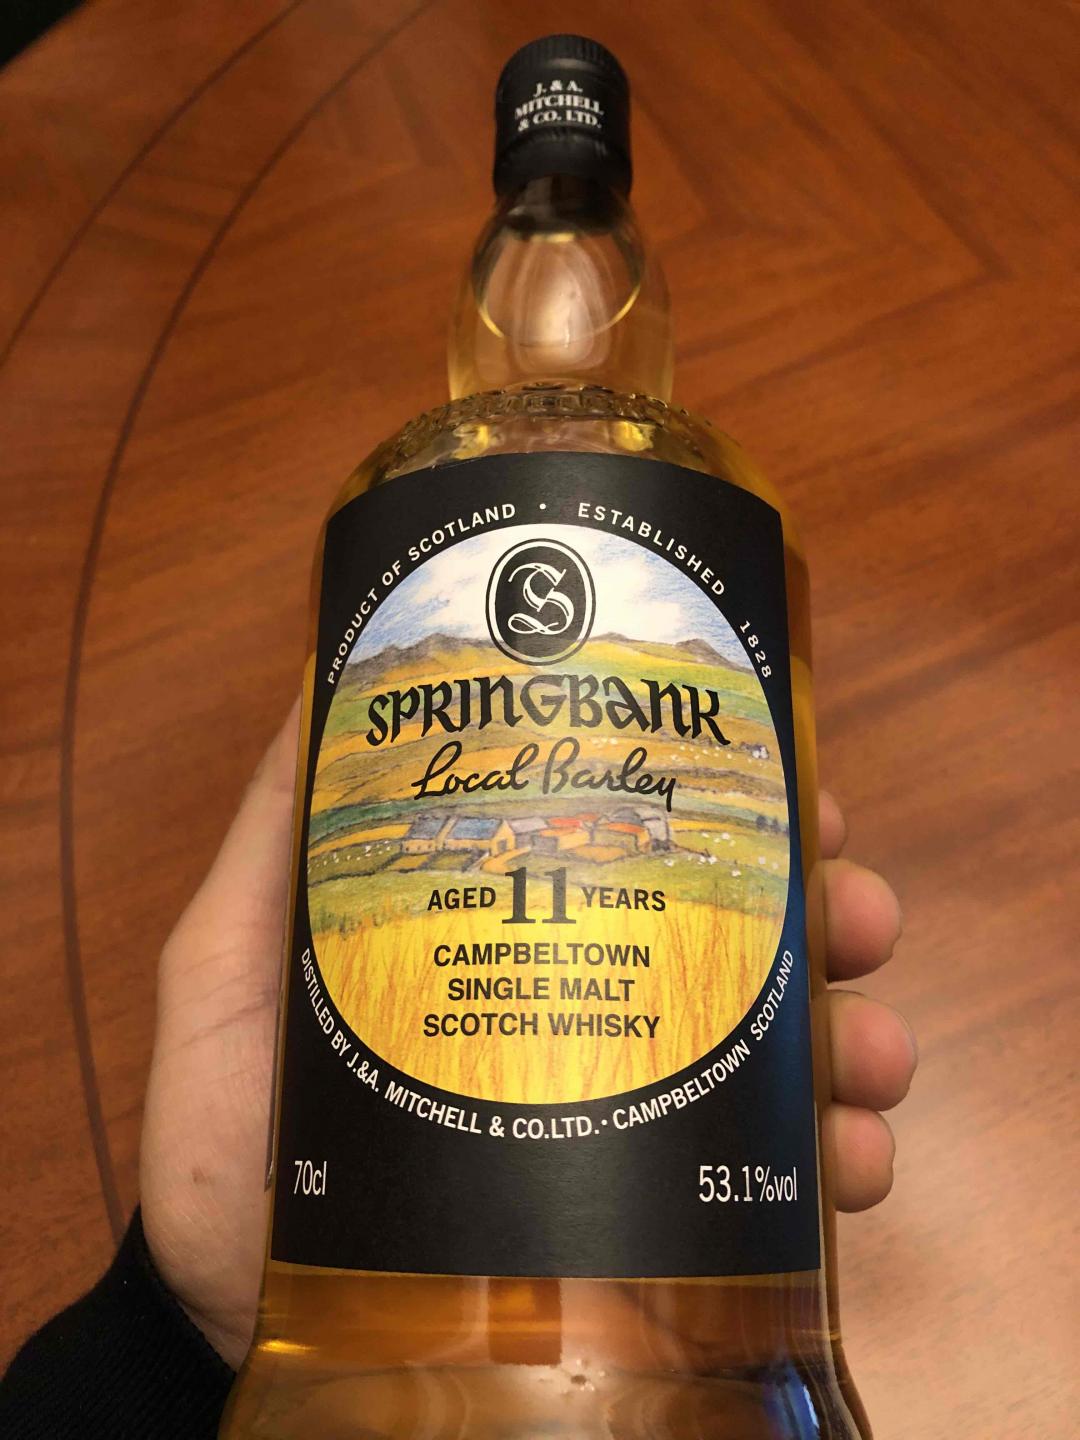 J. & A.
MITCHELL
& CO. LTD.
PRODUCT OF SCOTLAND • ESTABLISHED 1828
S
SPRINGBANK
Local Barley
AGED 11 YEARS
CAMPBELTOWN
SINGLE MALT
SCOTCH WHISKY
DISTILLED BY J.&A. MITCHELL & CO.LTD.• CAMPBELTOWN SCOTLAND
70cl
53.1%vol